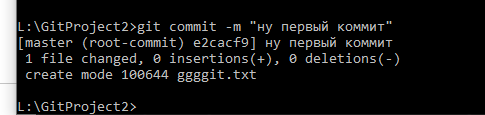 L:\GitProject2>git commit -m "ну первый коммит"
[master (root-commit) e2cacf9] ну первый коммит
 1 file changed, 0 insertions(+), 0 deletions(-)
 create mode 100644 ggggit.txt
L:\GitProject2>